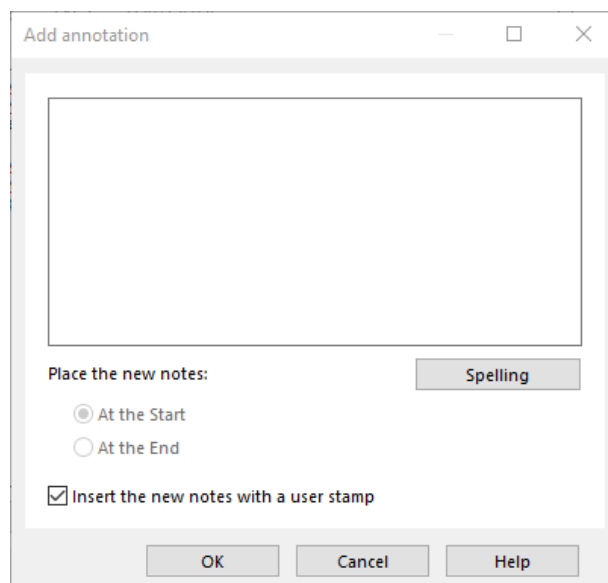 Add annotation
Place the new notes:
Spelling
At the Start
At the End
Insert the new notes with a user stamp
OK
Cancel
Help